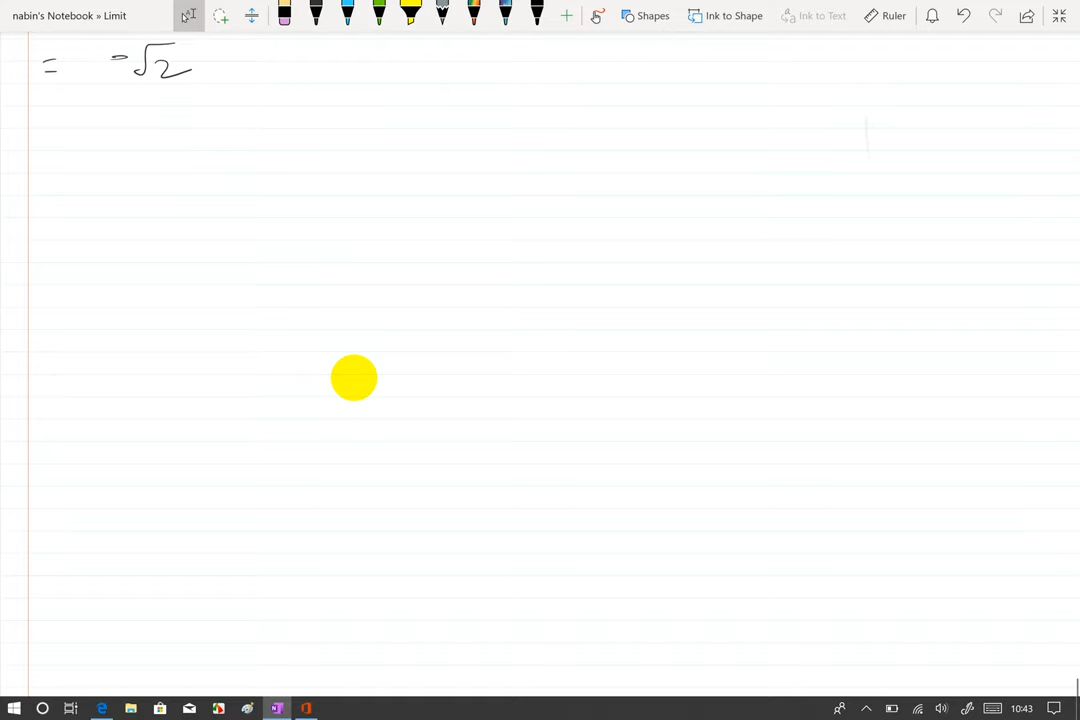 nabin's Notebook » Limit
Shapes
Ink to Shape
Ink to Text
Ruler
= -√2
10:43